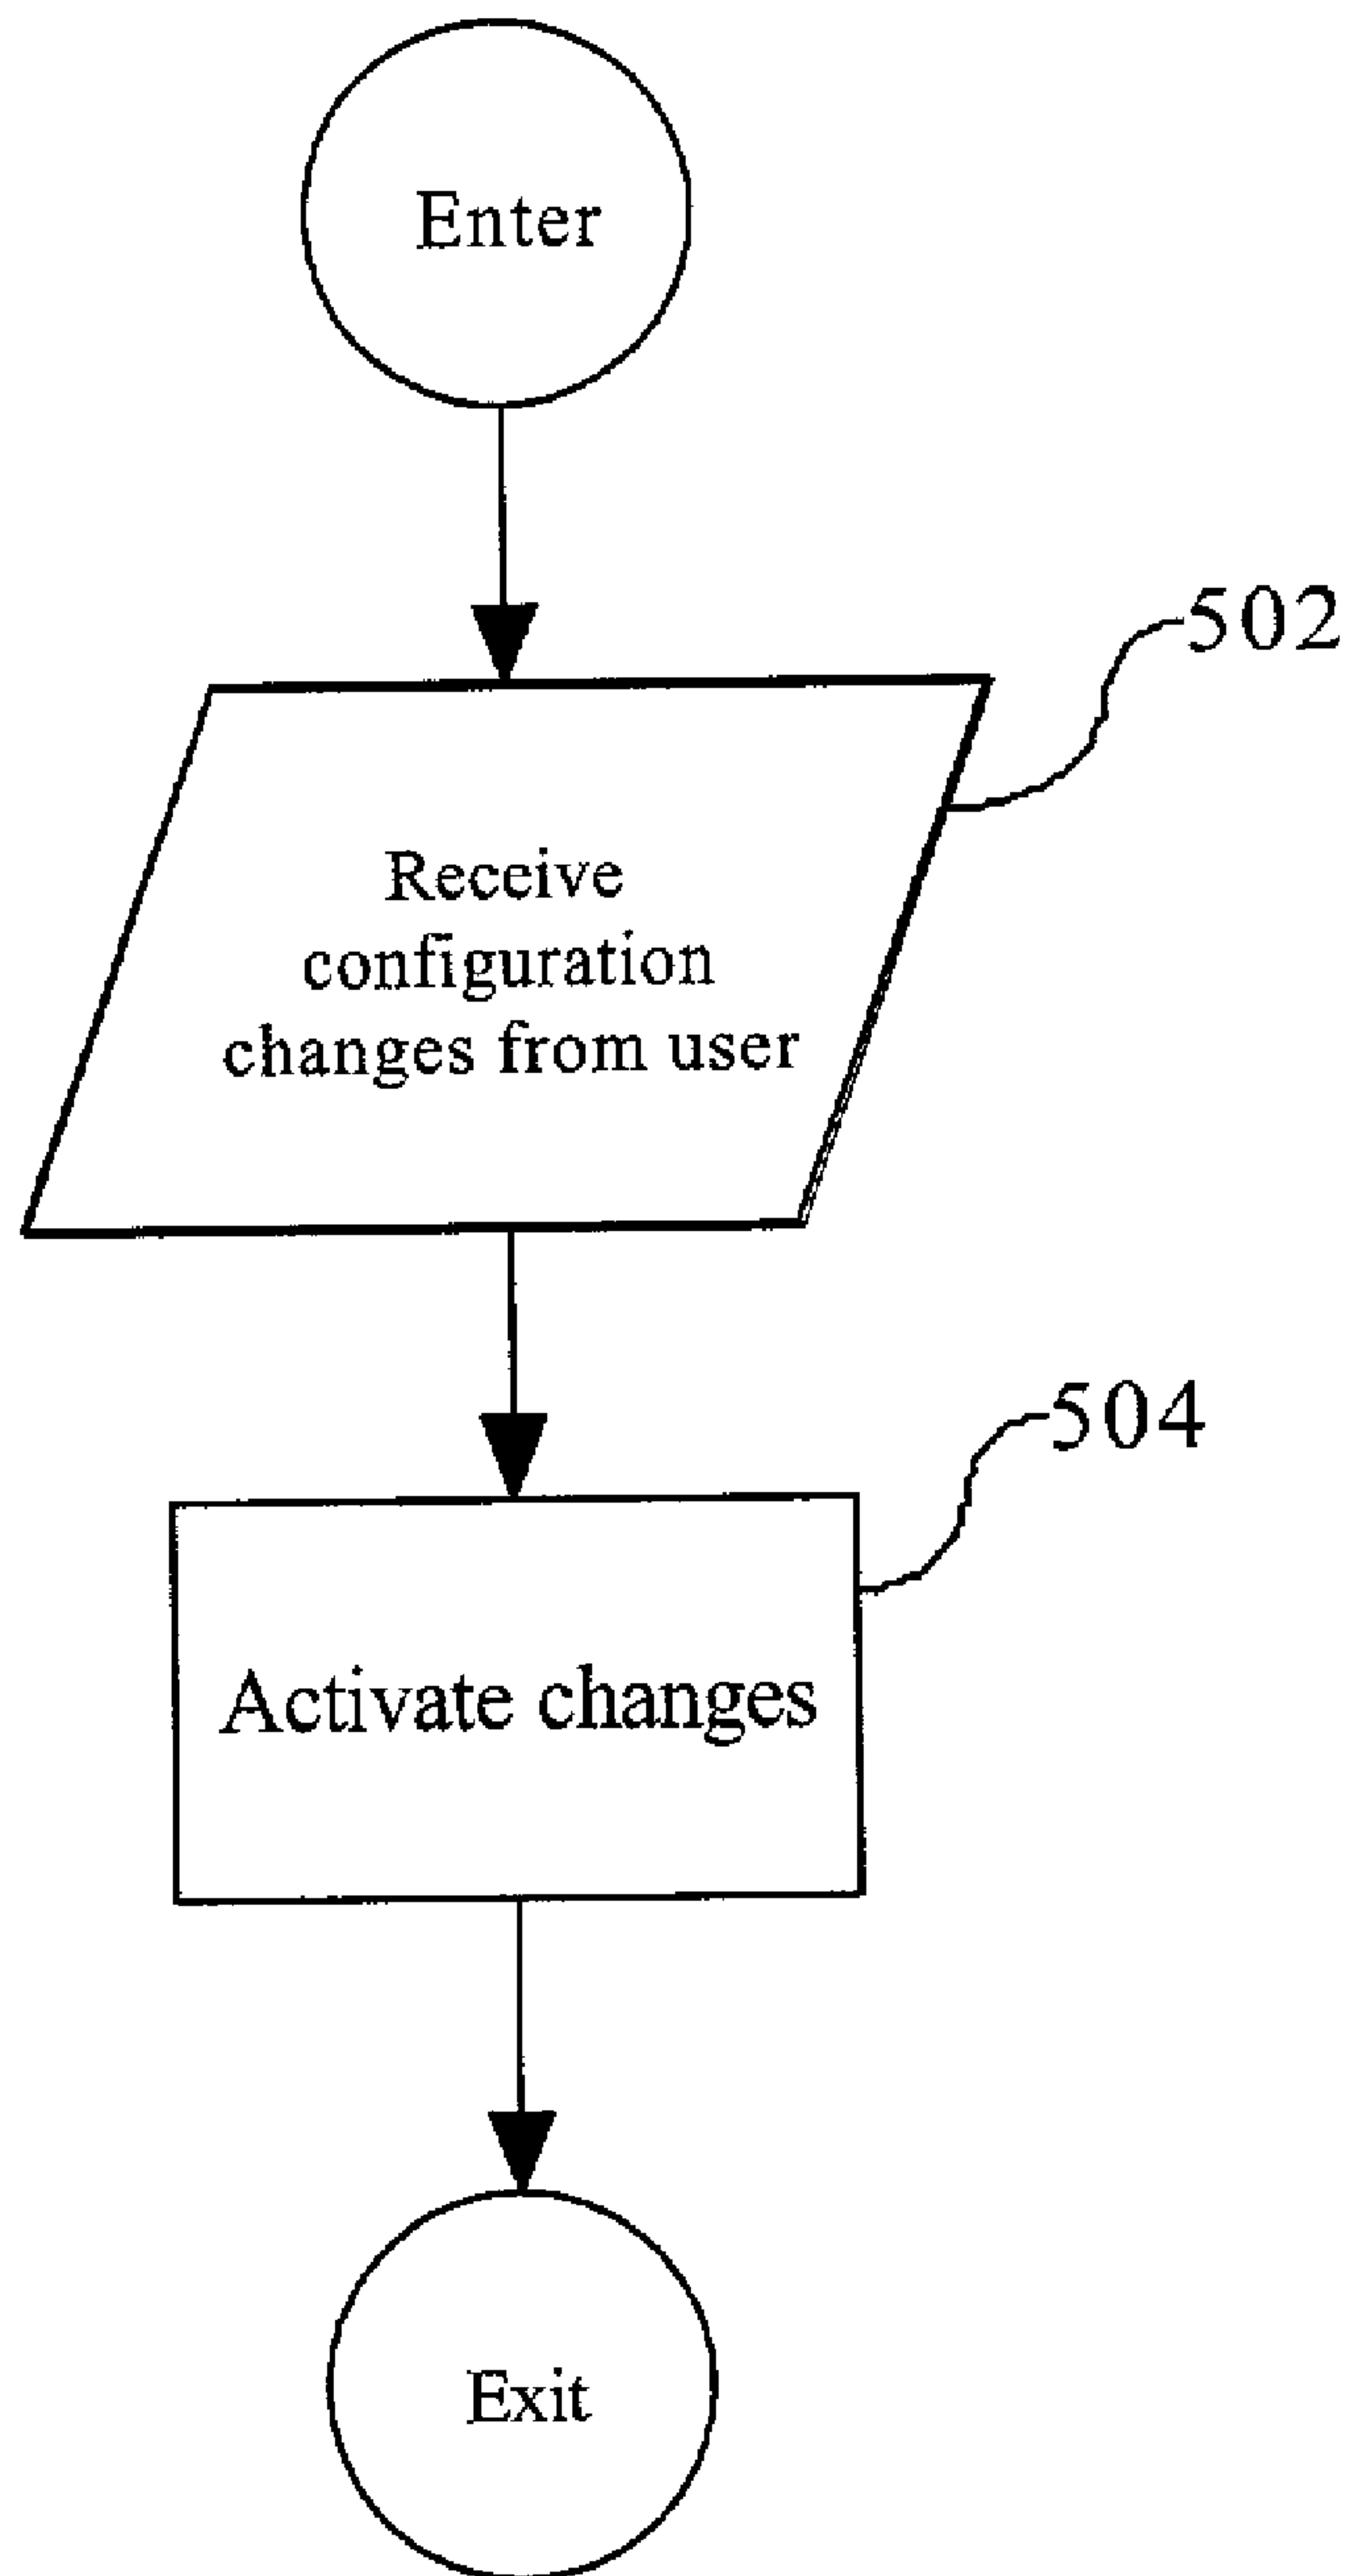 Enter
502
Receive
configuration
changes from user
504
Activate changes
Exit